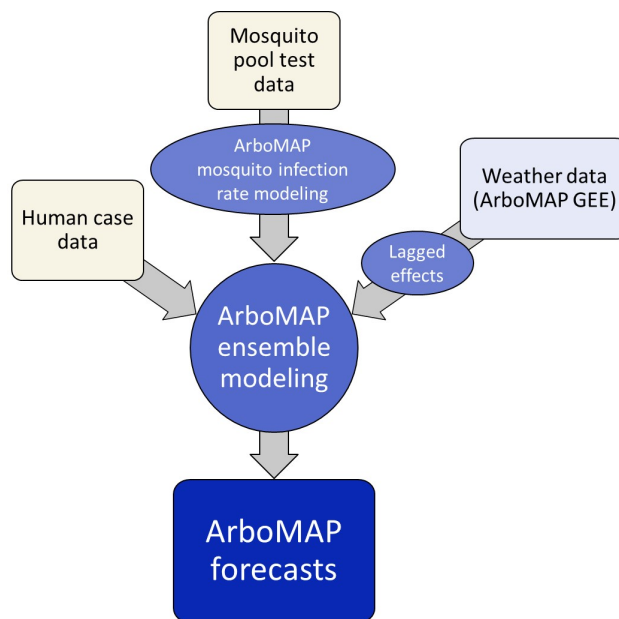 Mosquito
pool test
data
ArboMAP
mosquito infection
rate modeling
Weather data
(ArboMAP GEE)
Human case
data
Lagged
effects
ArboMAP
ensemble
modeling
ArboMAP
forecasts